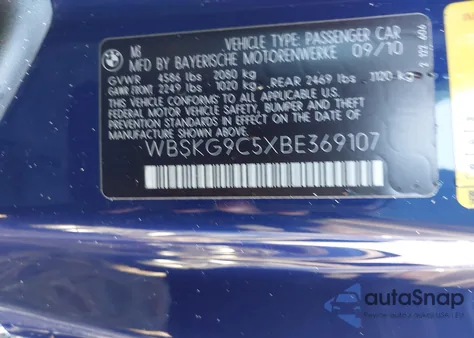 M3
VEHICLE TYPE: PASSENGER CAR
MFD BY BAYERISCHE MOTORENWERKE 09/10
GVWR 4586 lbs 2080 kg
GAWR FRONT 2249 lbs - 1020 kg, REAR 2469 lbs - 1120 kg
THIS VEHICLE CONFORMS TO ALL APPLICABLE U.S.
FEDERAL MOTOR VEHICLE SAFETY, BUMPER AND THEFT
PREVENTION STANDARDS IN EFFECT ON THE DATE OF
MANUFACTURE SHOWN ABOVE.
WBSKG9C5XBE369107
autaSnap